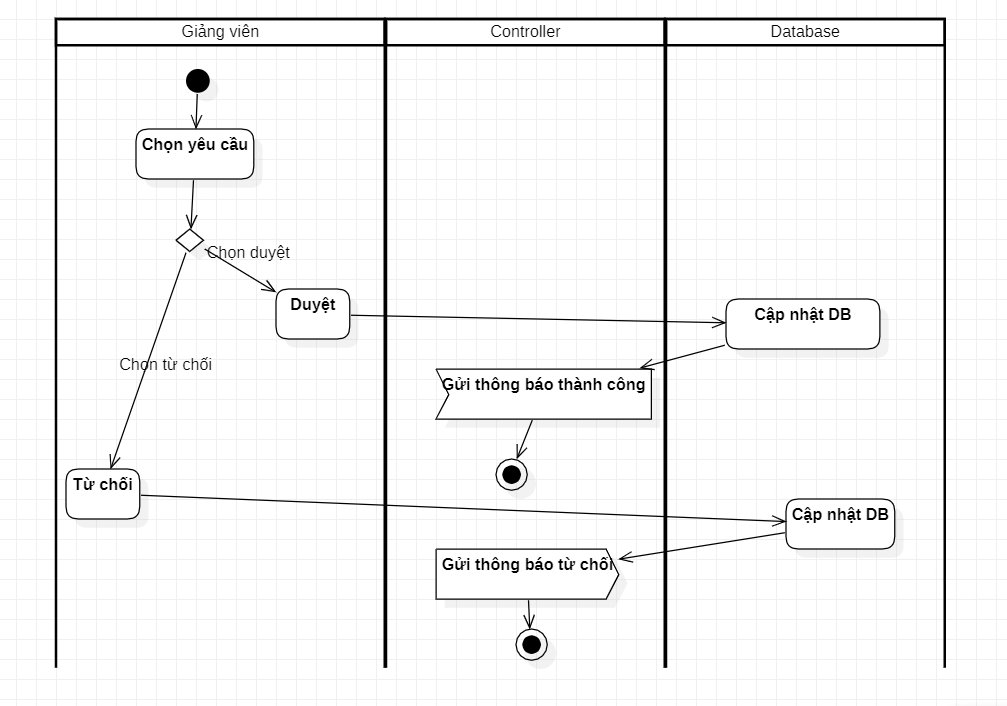 Giảng viên
Controller
Database
Chọn yêu cầu
Chọn duyệt
Duyệt
Cập nhật DB
Chọn từ chối
Gửi thông báo thành công
Từ chối
Cập nhật DB
Gửi thông báo từ chối